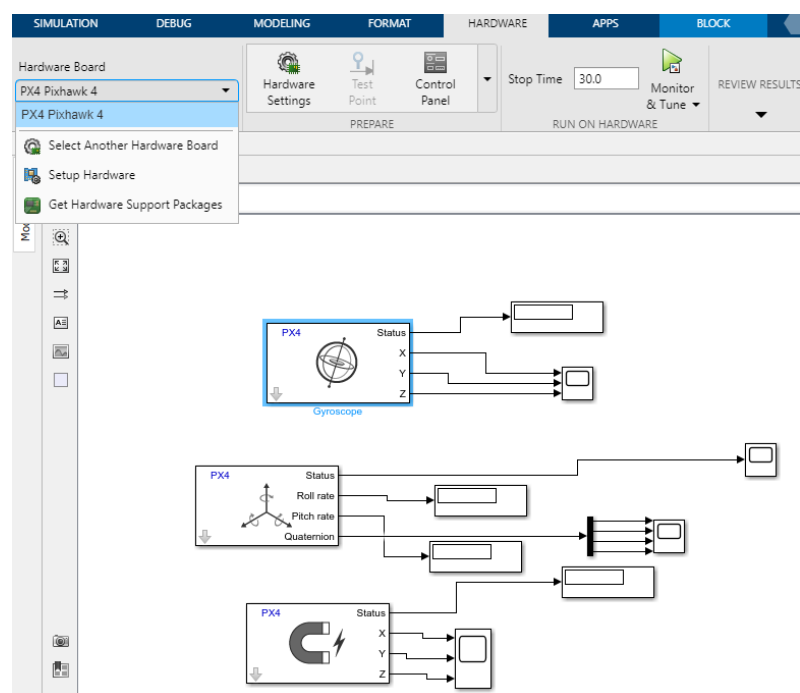 SIMULATION DEBUG MODELING FORMAT HARDWARE APPS BLOCK
Hardware Board
PX4 Pixhawk 4
PX4 Pixhawk 4
Select Another Hardware Board
Setup Hardware
Get Hardware Support Packages
Hardware
Settings
Test
Point
Control
Panel
PREPARE
Stop Time 30.0
Monitor
& Tune
RUN ON HARDWARE
REVIEW RESULTS
PX4 Status
X
Y
Z
Gyroscope
PX4 Status
Roll rate
Pitch rate
Quaternion
PX4 Status
X
Y
Z